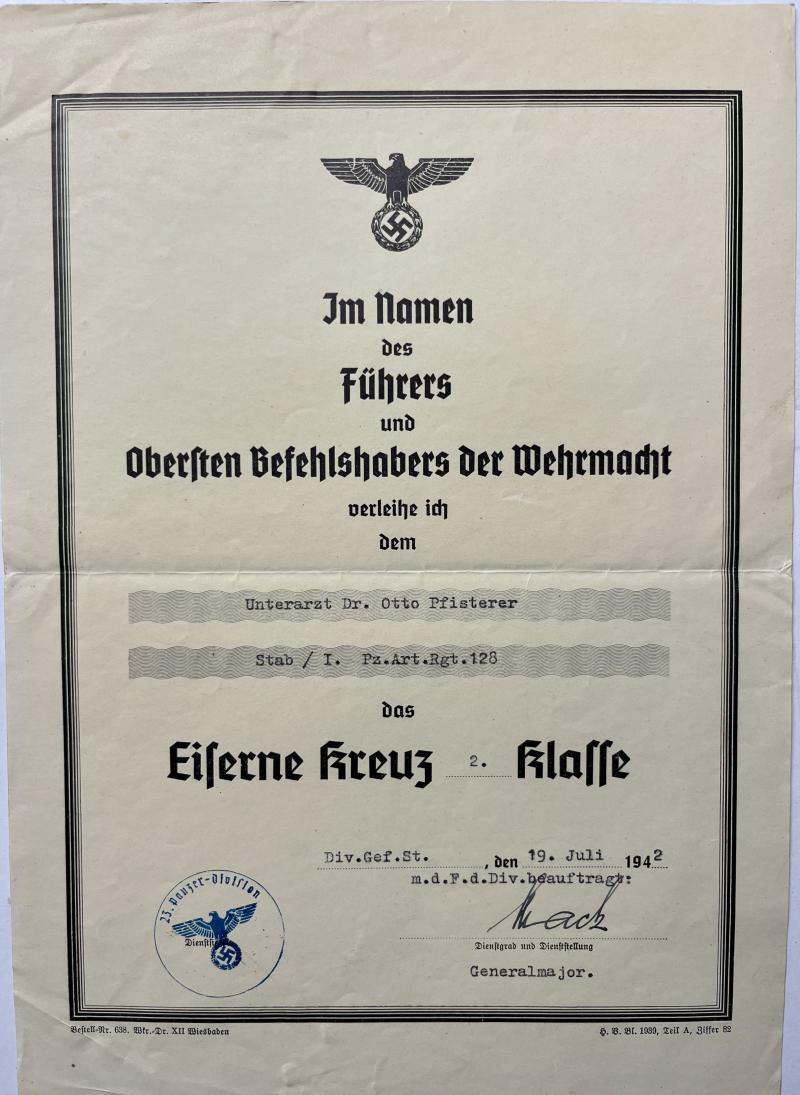 Im Namen
des
Führers
und
Obersten Befehlshabers der Wehrmacht
verleihe ich
dem
Unterarzt Dr. Otto Pfisterer
Stab / I. Pz.Art.Rgt.128
das
Eiserne Kreuz 2. Klasse
Div.Gef.St. , den 19. Juli 1942
m.d.F.d.Div.beauftragt:
Mack
23. Panzer-Division
Dienstsiegel
Dienstgrad und Dienststellung
Generalmajor.
Bestell-Nr. 638. Wkr.-Dr. XII Wiesbaden
H. V. Bl. 1939, Teil A, Ziffer 82